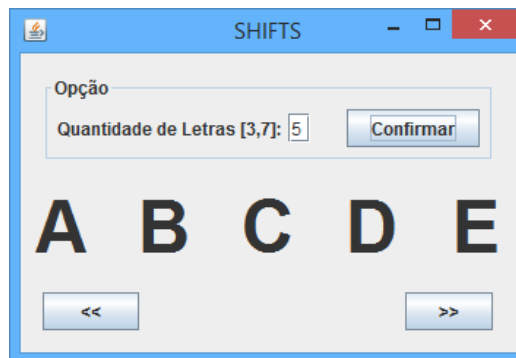 SHIFTS
Opção
Quantidade de Letras [3,7]: 5 Confirmar
A B C D E
<< >>